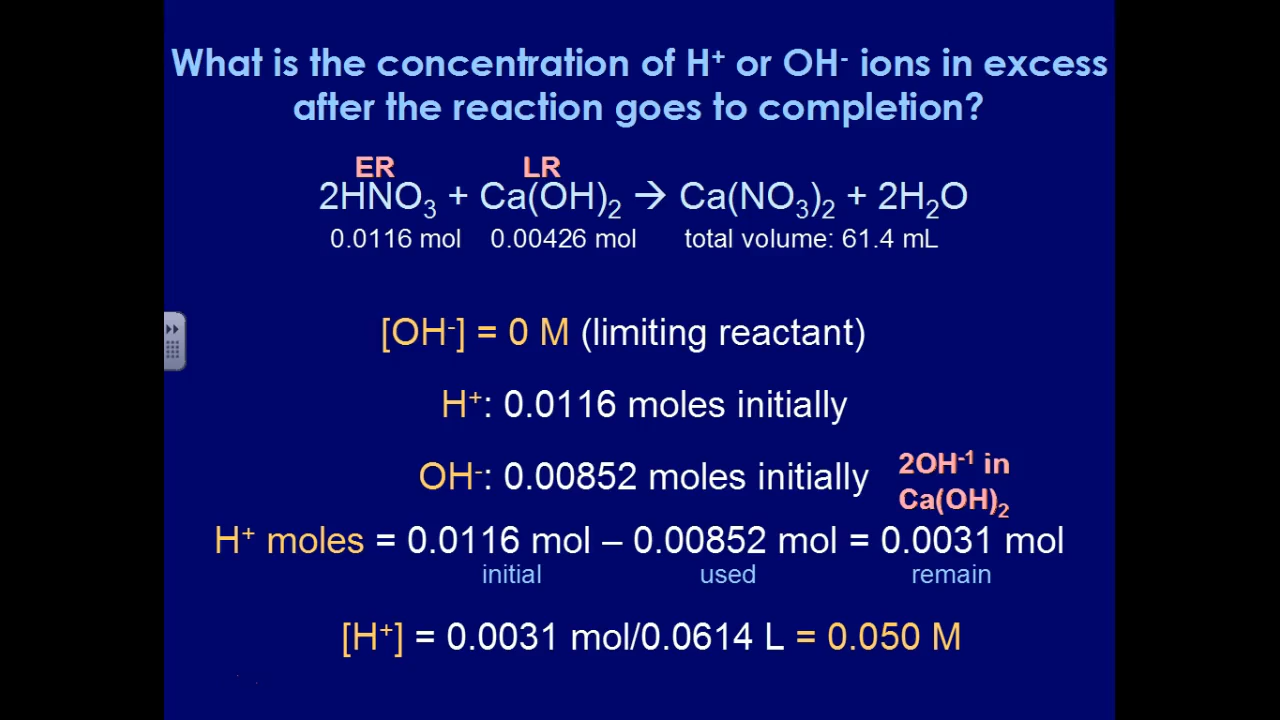 What is the concentration of H⁺ or OH⁻ ions in excess
after the reaction goes to completion?
ER LR
2HNO₃ + Ca(OH)₂ → Ca(NO₃)₂ + 2H₂O
0.0116 mol 0.00426 mol total volume: 61.4 mL
[OH⁻] = 0 M (limiting reactant)
H⁺: 0.0116 moles initially
OH⁻: 0.00852 moles initially
2OH⁻¹ in
Ca(OH)₂
H⁺ moles = 0.0116 mol – 0.00852 mol = 0.0031 mol
initial used remain
[H⁺] = 0.0031 mol/0.0614 L = 0.050 M